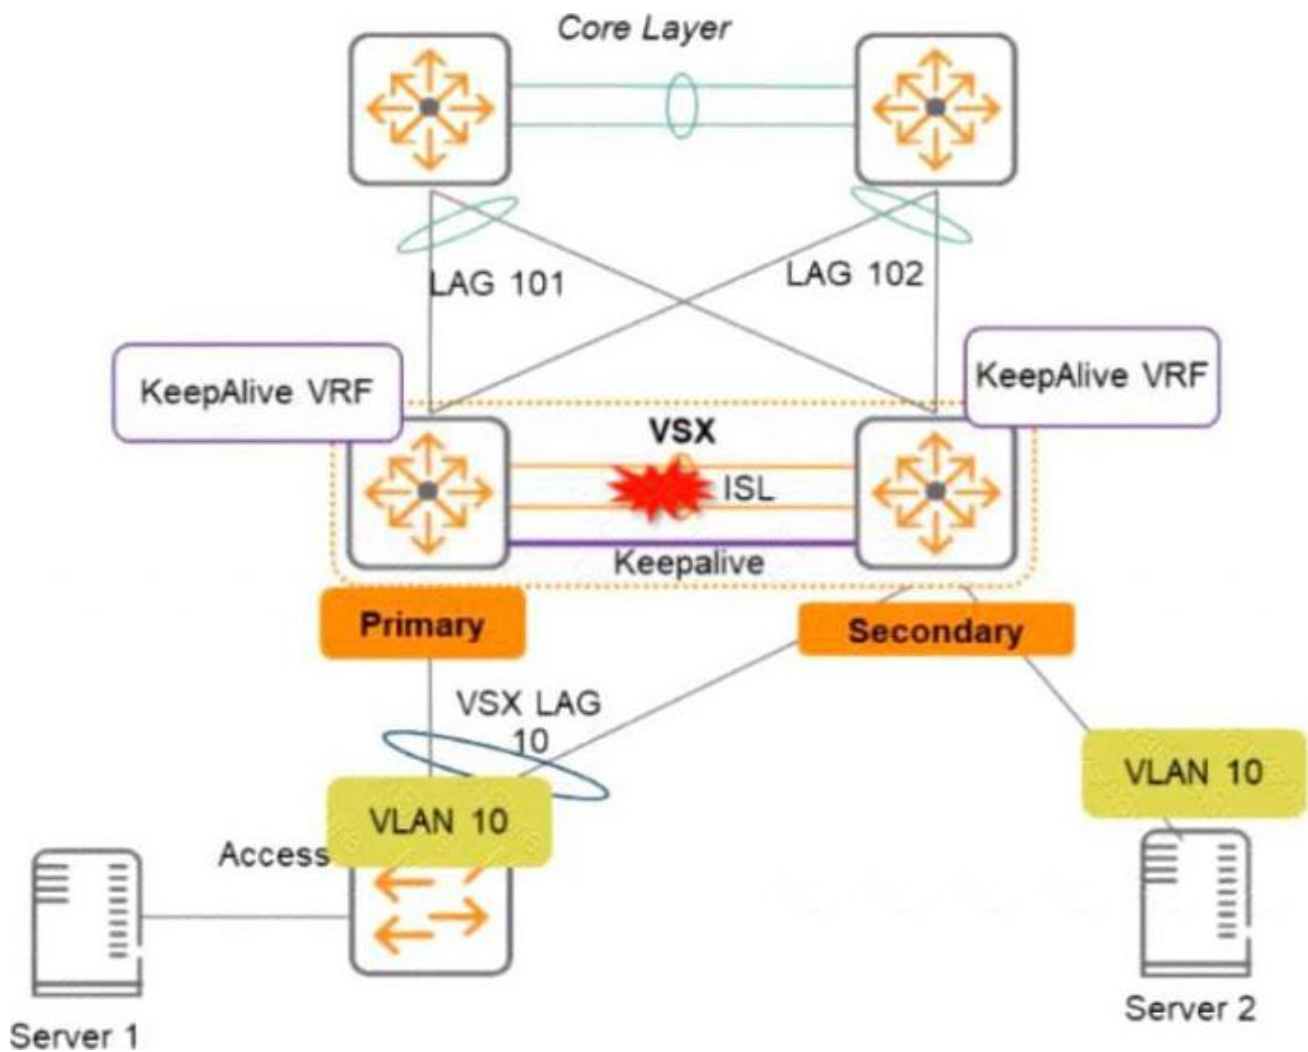 Core Layer
LAG 101
LAG 102
KeepAlive VRF
KeepAlive VRF
VSX
ISL
Keepalive
Primary
Secondary
VSX LAG
10
VLAN 10
VLAN 10
Access
Server 1
Server 2